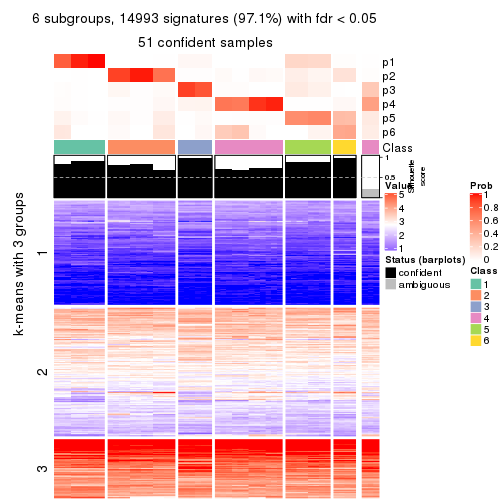 6 subgroups, 14993 signatures (97.1%) with fdr < 0.05
51 confident samples
p1
p2
p3
p4
p5
p6
Class
1
0.5
0
Silhouette
score
k-means with 3 groups
1
2
3
Value
5
4
3
2
1
Status (barplots)
confident
ambiguous
Prob
1
0.8
0.6
0.4
0.2
0
Class
1
2
3
4
5
6